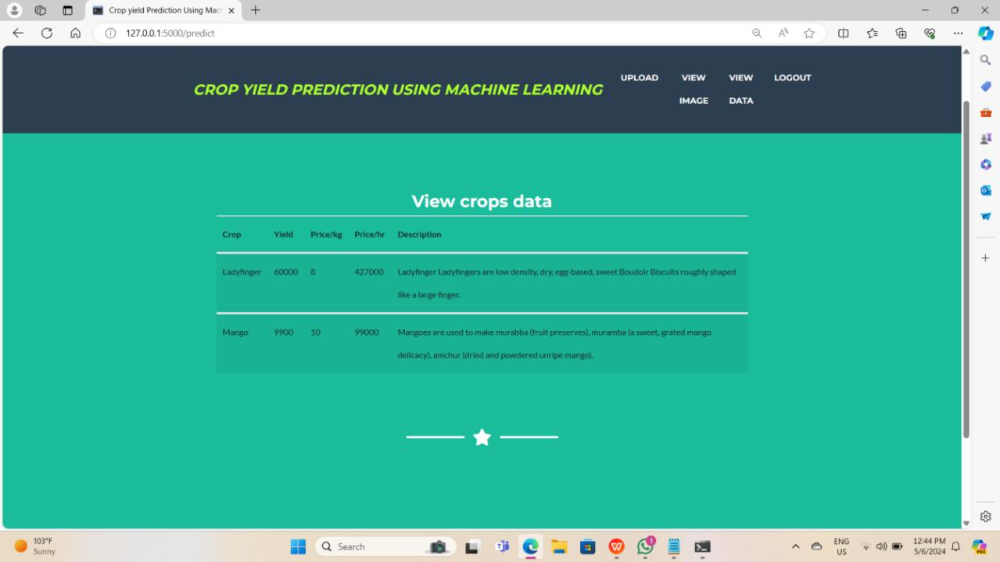 Crop yield Prediction Using Mac
127.0.0.1:5000/predict
CROP YIELD PREDICTION USING MACHINE LEARNING
UPLOAD
VIEW IMAGE
VIEW DATA
LOGOUT
View crops data
Crop Yield Price/kg Price/hr Description
Ladyfinger 60000 8 427000 Ladyfinger Ladyfingers are low density, dry, egg-based, sweet Boudoir Biscuits roughly shaped
like a large finger.
Mango 9900 10 99000 Mangoes are used to make murabba (fruit preserves), muramba (a sweet, grated mango
delicacy), amchur (dried and powdered unripe mango),
103°F
Sunny
Search
1
ENG
US
12:44 PM
5/6/2024